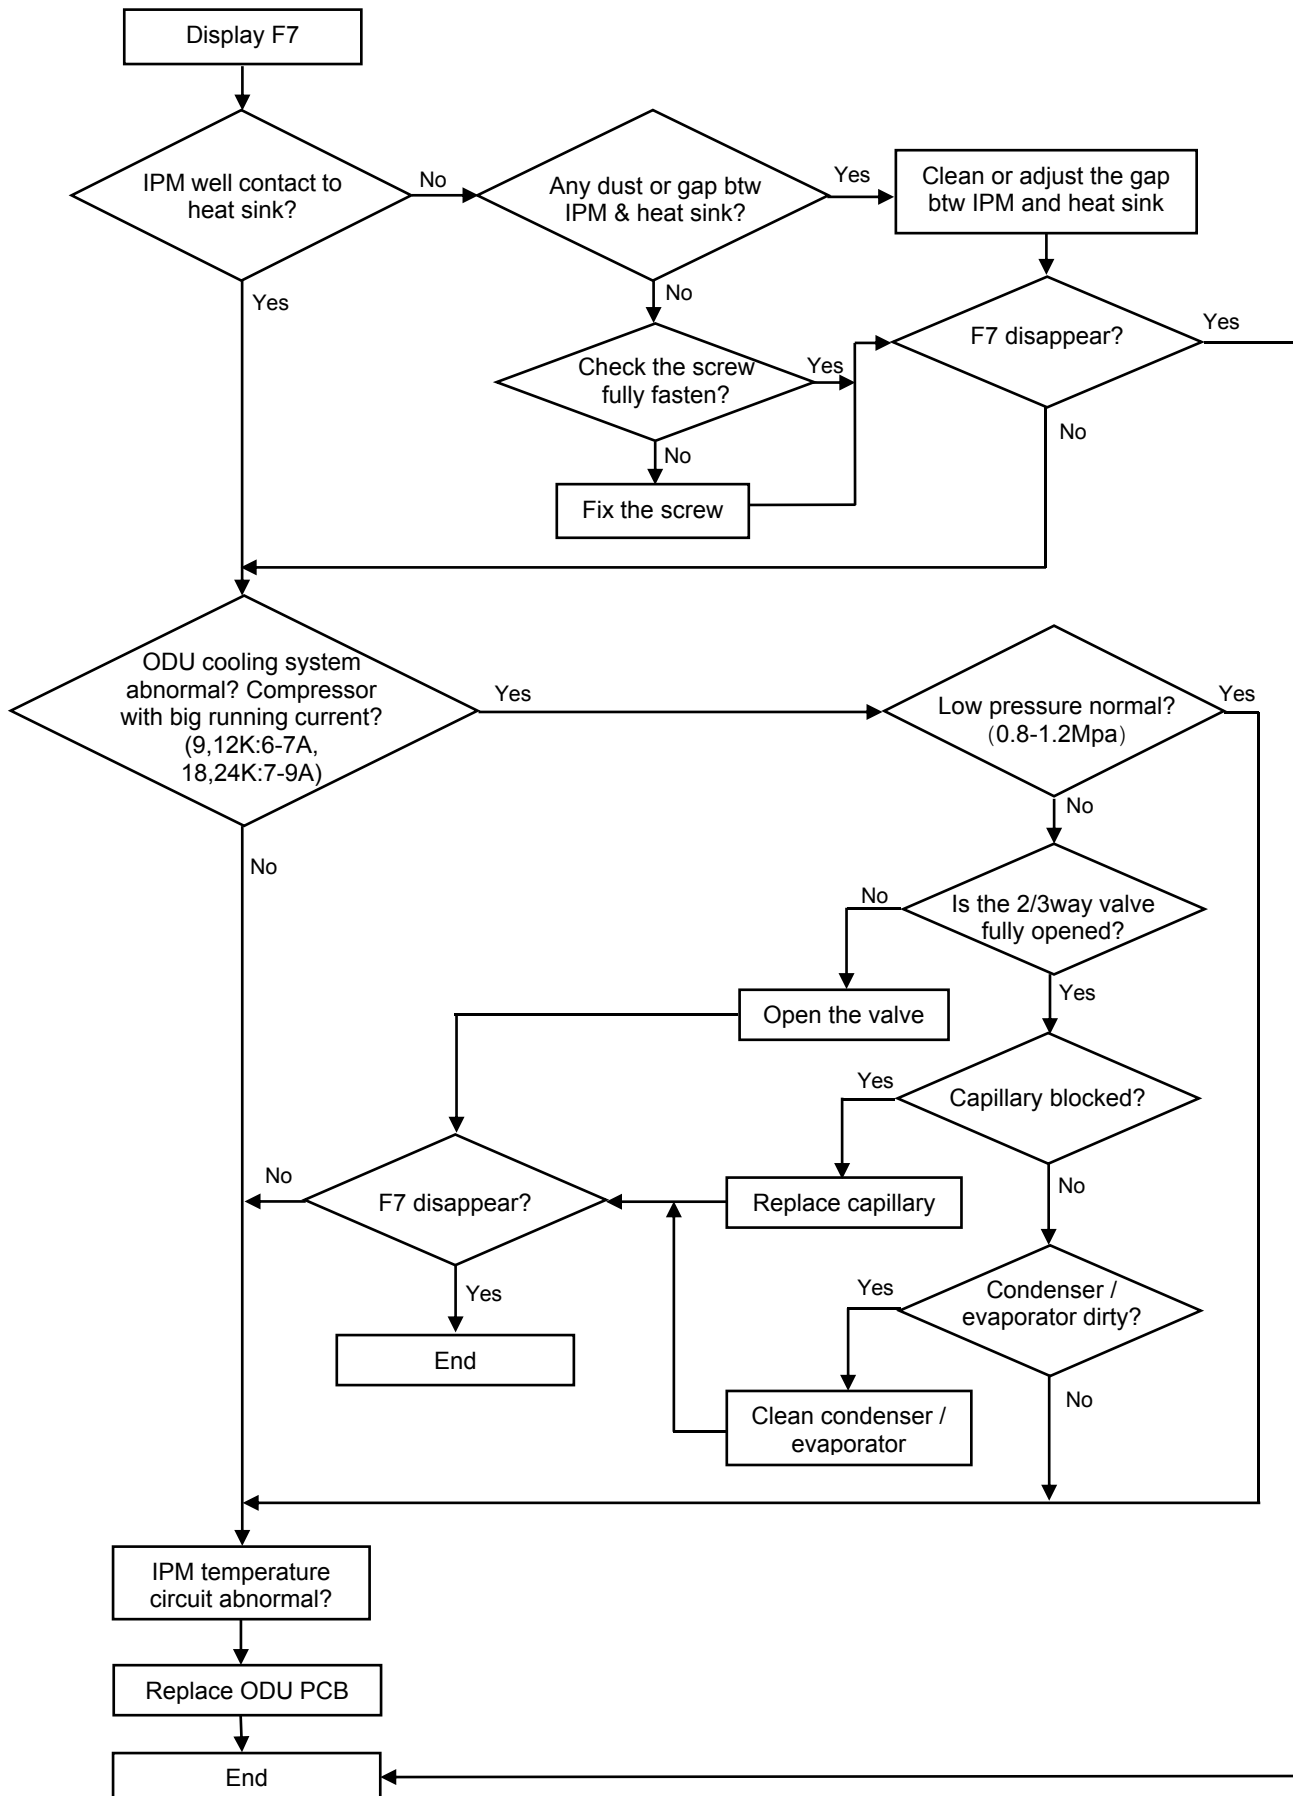 Display F7
IPM well contact to
heat sink?
No
Any dust or gap btw
IPM & heat sink?
Yes
Clean or adjust the gap
btw IPM and heat sink
Yes
No
F7 disappear?
Yes
Check the screw
fully fasten?
Yes
No
No
Fix the screw
ODU cooling system
abnormal? Compressor
with big running current?
(9,12K:6-7A,
18,24K:7-9A)
Yes
Low pressure normal?
(0.8-1.2Mpa)
Yes
No
No
Is the 2/3way valve
fully opened?
No
Yes
Open the valve
Capillary blocked?
Yes
No
Replace capillary
F7 disappear?
No
Yes
End
Condenser /
evaporator dirty?
Yes
No
Clean condenser /
evaporator
IPM temperature
circuit abnormal?
Replace ODU PCB
End